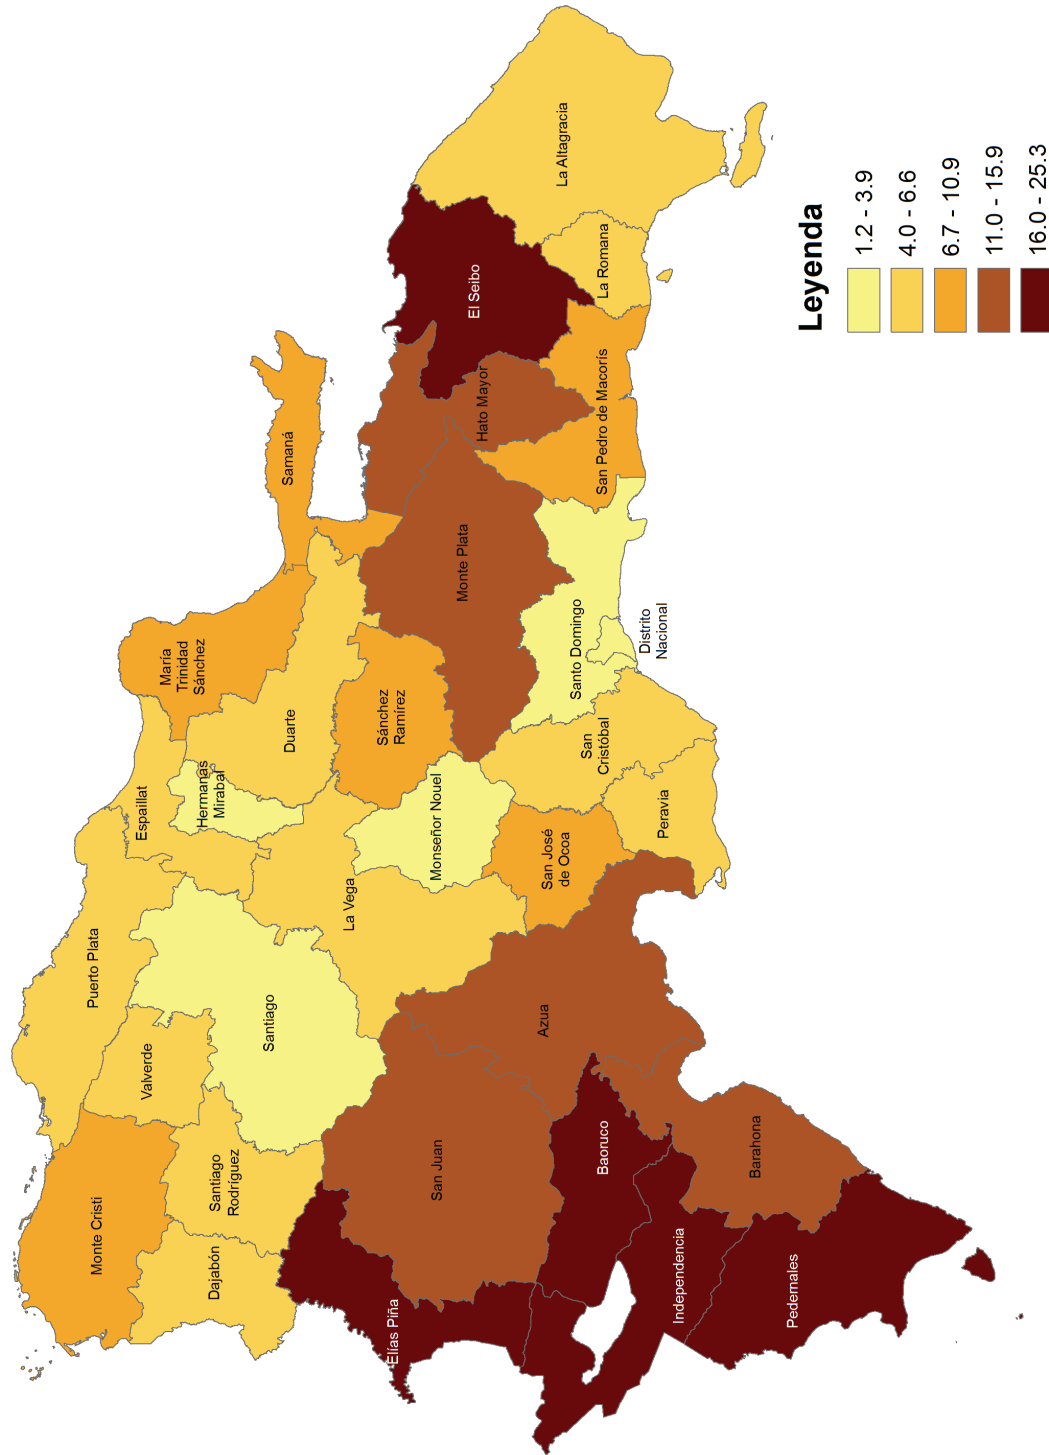 Puerto Plata
Espaillat
María
Trinidad
Sánchez
Monte Cristi
Valverde
Hermanas
Mirabal
Samaná
Dajabón
Santiago
Rodríguez
Santiago
Duarte
La Vega
Sánchez
Ramírez
Elías Piña
San Juan
Monseñor Nouel
Monte Plata
Hato Mayor
El Seibo
La Altagracia
Azua
San José
de Ocoa
San
Cristóbal
Santo Domingo
San Pedro de Macorís
La Romana
Baoruco
Peravia
Distrito
Nacional
Independencia
Barahona
Pedernales
Leyenda
1.2 - 3.9
4.0 - 6.6
6.7 - 10.9
11.0 - 15.9
16.0 - 25.3